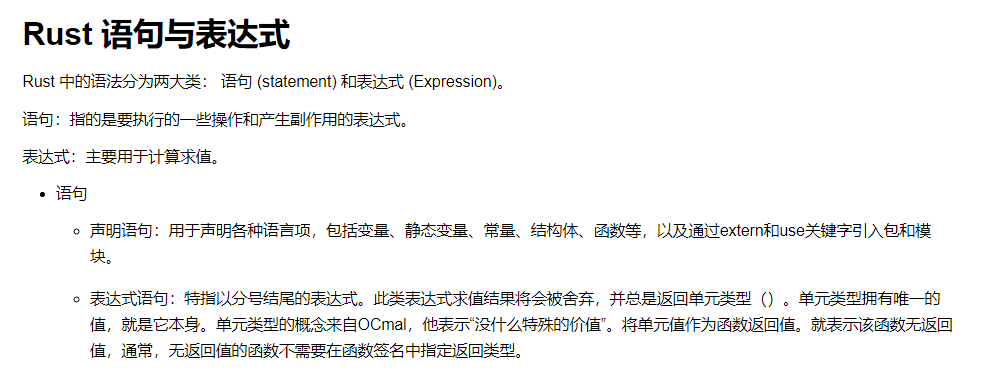 Rust 语句与表达式
Rust 中的语法分为两大类： 语句 (statement) 和表达式 (Expression)。
语句：指的是要执行的一些操作和产生副作用的表达式。
表达式：主要用于计算求值。
语句
声明语句：用于声明各种语言项，包括变量、静态变量、常量、结构体、函数等，以及通过extern和use关键字引入包和模
块。
表达式语句：特指以分号结尾的表达式。此类表达式求值结果将会被舍弃，并总是返回单元类型（）。单元类型拥有唯一的
值，就是它本身。单元类型的概念来自OCmal，他表示“没什么特殊的价值”。将单元值作为函数返回值。就表示该函数无返回
值，通常，无返回值的函数不需要在函数签名中指定返回类型。